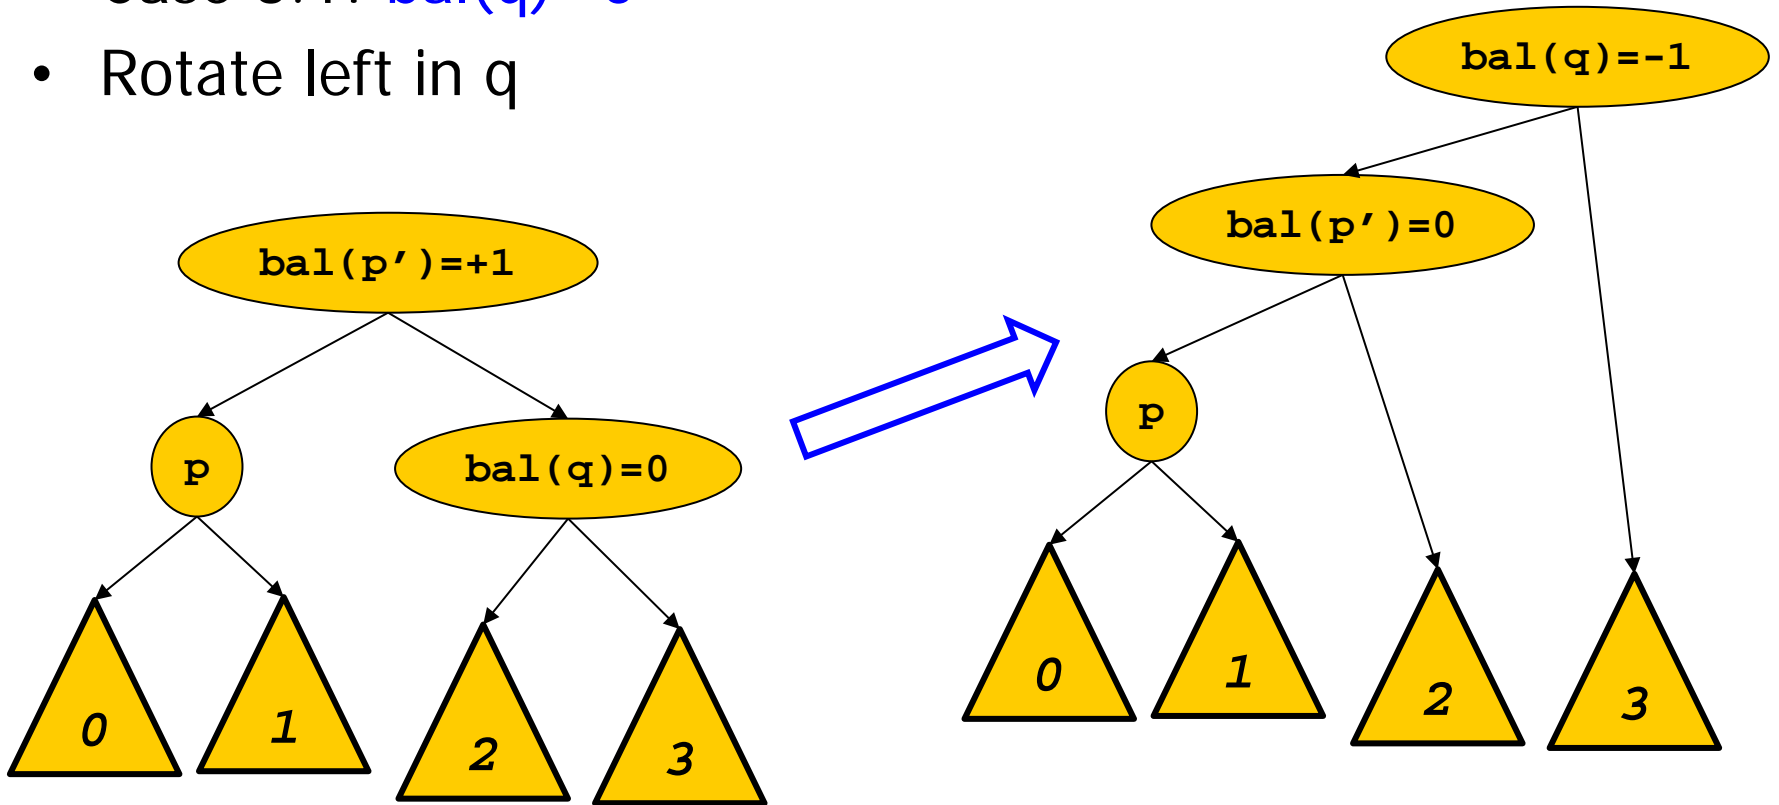 bal(q)
• Rotate left in q
bal(q)=-1
bal(p')=0
bal(p')=+1
p
p
bal(q)=0
0
1
2
3
0
1
2
3